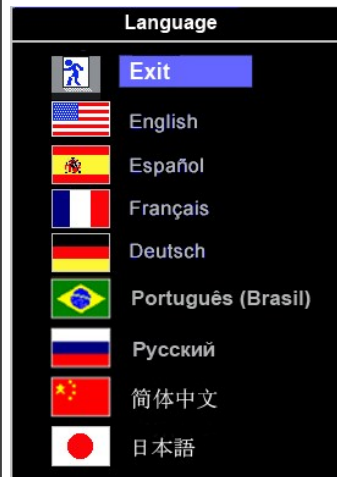 Language
Exit
English
Español
Français
Deutsch
Português (Brasil)
Русский
简体中文
日本語